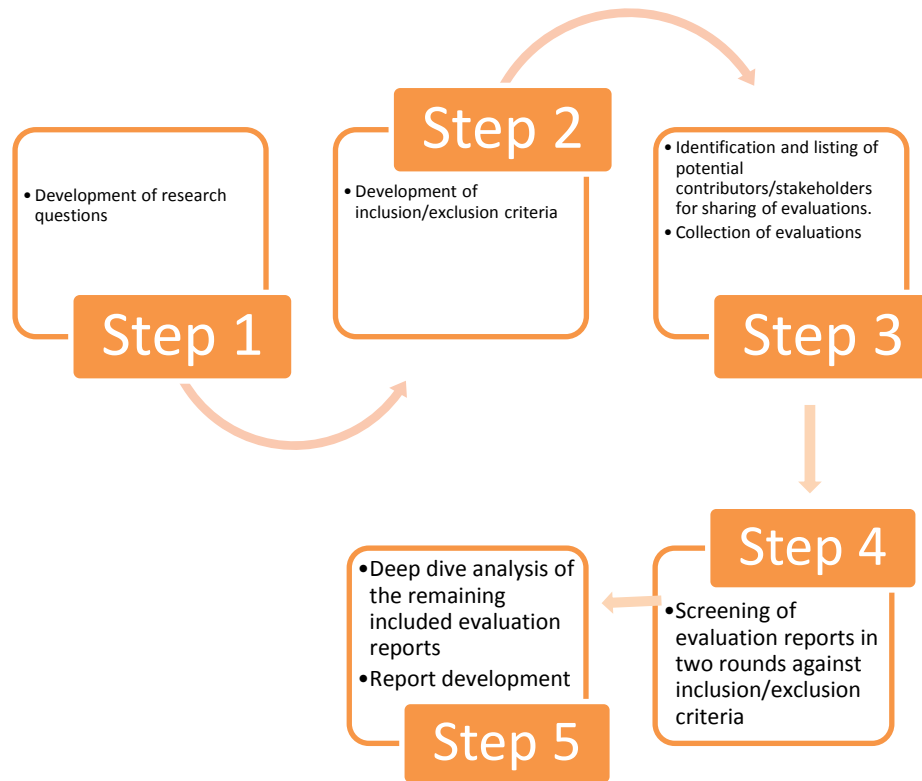 • Development of research
questions
Step 1
Step 2
• Development of
inclusion/exclusion criteria
• Identification and listing of
potential
contributors/stakeholders
for sharing of evaluations.
• Collection of evaluations
Step 3
Step 4
•Screening of
evaluation reports in
two rounds against
inclusion/exclusion
criteria
•Deep dive analysis of
the remaining
included evaluation
reports
•Report development
Step 5